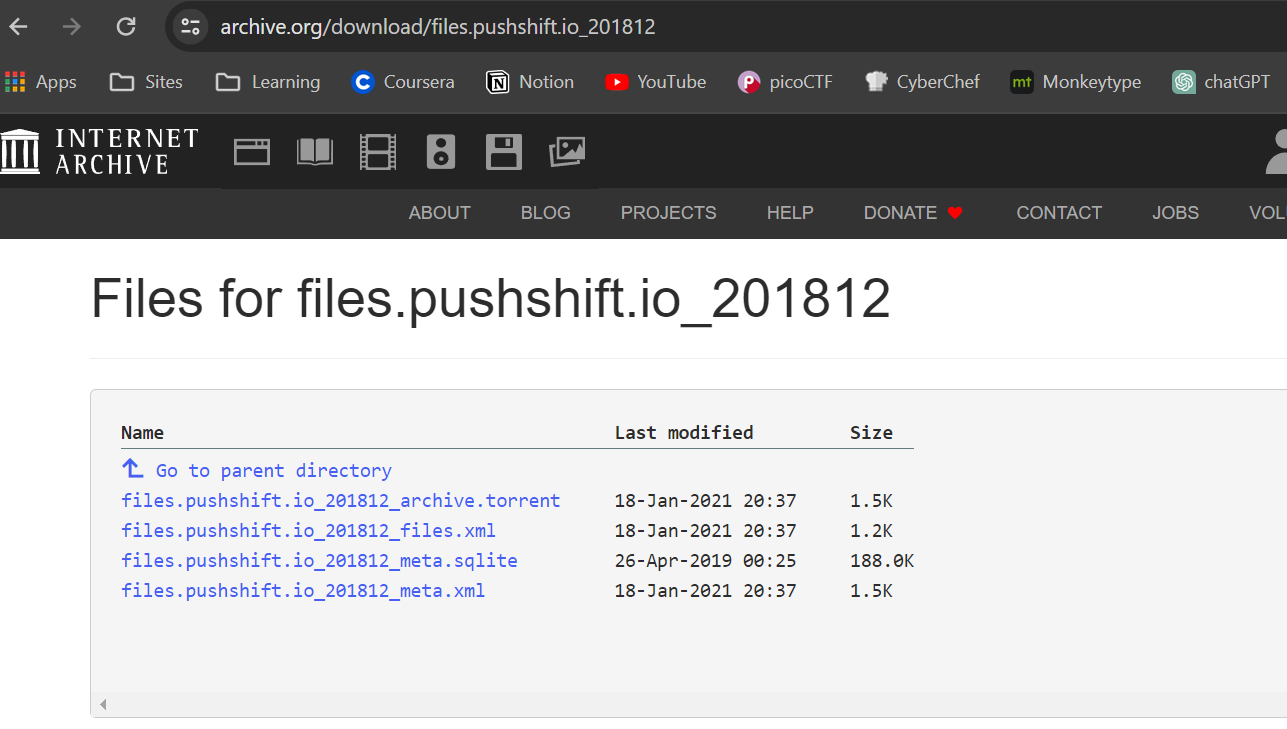 archive.org/download/files.pushshift.io_201812
Apps Sites Learning Coursera Notion YouTube picoCTF CyberChef mt Monkeytype chatGPT
INTERNET
ARCHIVE
ABOUT BLOG PROJECTS HELP DONATE CONTACT JOBS VOL
Files for files.pushshift.io_201812
Name Last modified Size
Go to parent directory
files.pushshift.io_201812_archive.torrent 18-Jan-2021 20:37 1.5K
files.pushshift.io_201812_files.xml 18-Jan-2021 20:37 1.2K
files.pushshift.io_201812_meta.sqlite 26-Apr-2019 00:25 188.0K
files.pushshift.io_201812_meta.xml 18-Jan-2021 20:37 1.5K